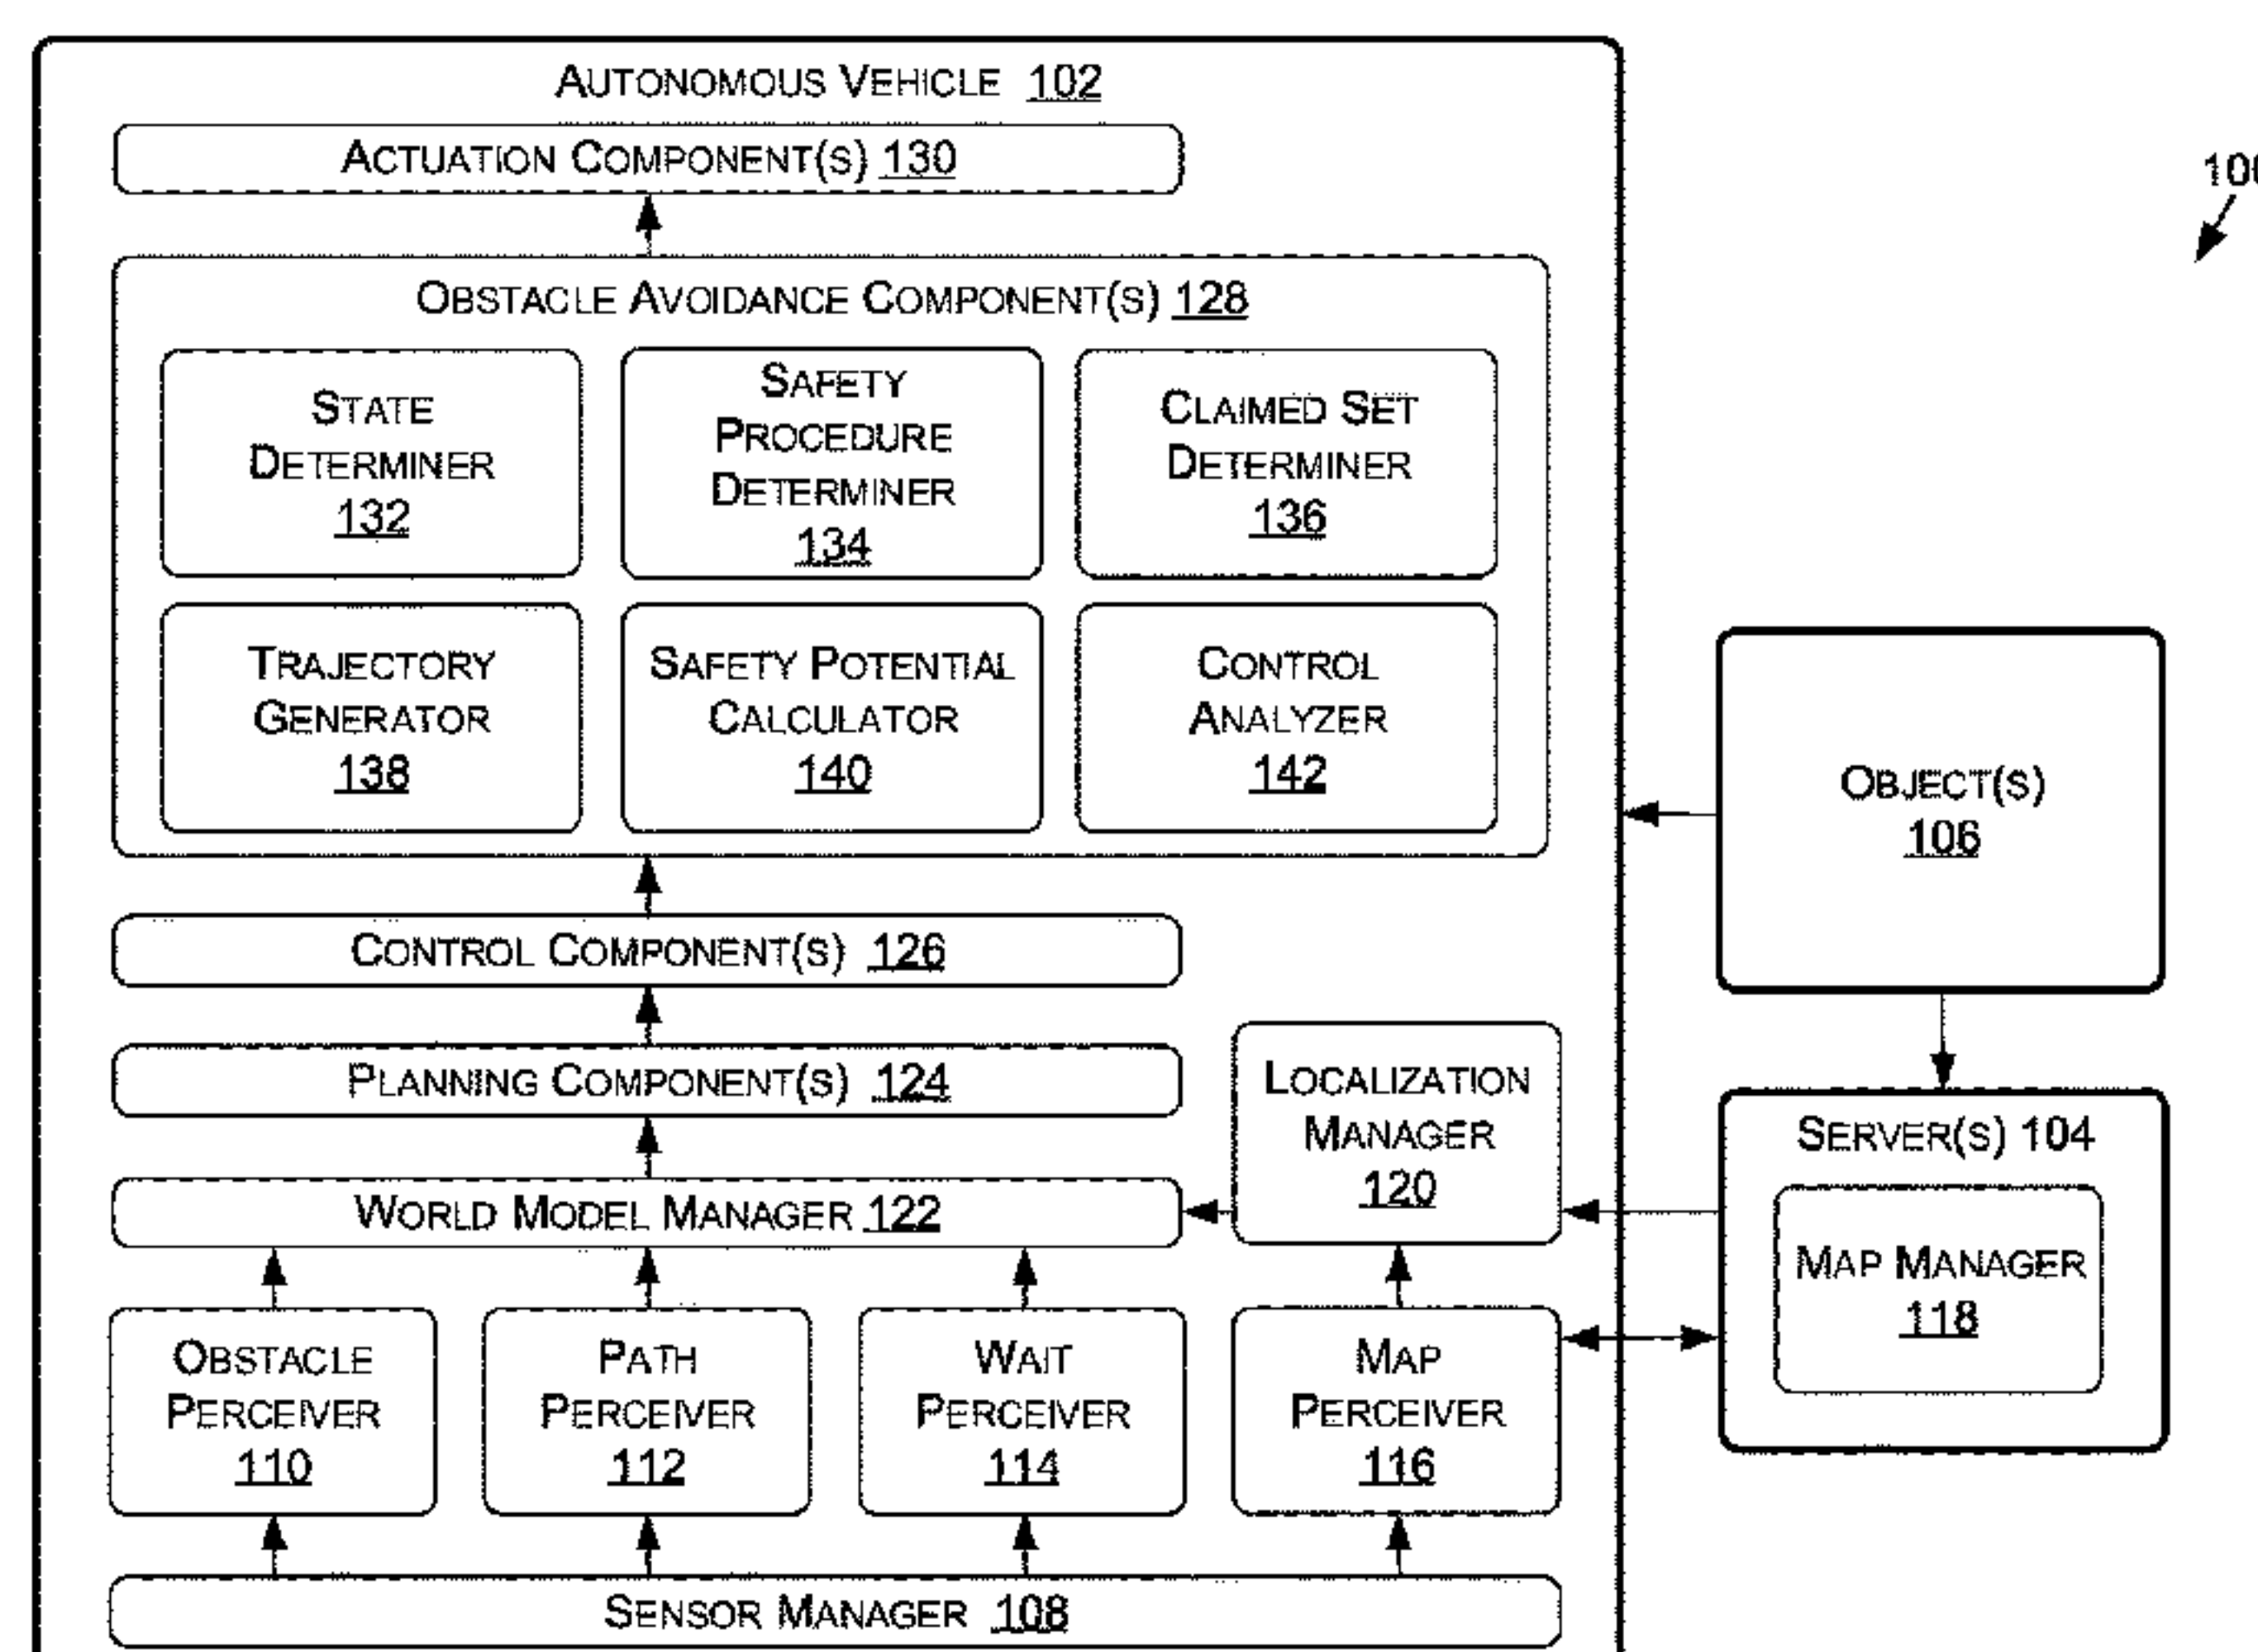 AUTONOMOUS VEHICLE 102
ACTUATION COMPONENT(S) 130
100
OBSTACLE AVOIDANCE COMPONENT(S) 128
STATE
DETERMINER
132
SAFETY
PROCEDURE
DETERMINER
134
CLAIMED SET
DETERMINER
136
TRAJECTORY
GENERATOR
138
SAFETY POTENTIAL
CALCULATOR
140
CONTROL
ANALYZER
142
OBJECT(S)
106
CONTROL COMPONENT(S) 126
PLANNING COMPONENT(S) 124
LOCALIZATION
MANAGER
120
SERVER(S) 104
MAP MANAGER
118
WORLD MODEL MANAGER 122
OBSTACLE
PERCEIVER
110
PATH
PERCEIVER
112
WAIT
PERCEIVER
114
MAP
PERCEIVER
116
SENSOR MANAGER 108